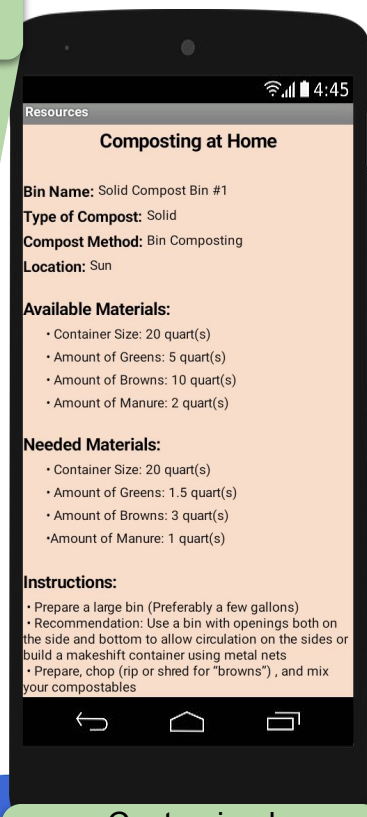 4:45
Resources
Composting at Home
Bin Name: Solid Compost Bin #1
Type of Compost: Solid
Compost Method: Bin Composting
Location: Sun
Available Materials:
• Container Size: 20 quart(s)
• Amount of Greens: 5 quart(s)
• Amount of Browns: 10 quart(s)
• Amount of Manure: 2 quart(s)
Needed Materials:
• Container Size: 20 quart(s)
• Amount of Greens: 1.5 quart(s)
• Amount of Browns: 3 quart(s)
•Amount of Manure: 1 quart(s)
Instructions:
• Prepare a large bin (Preferably a few gallons)
• Recommendation: Use a bin with openings both on
the side and bottom to allow circulation on the sides or
build a makeshift container using metal nets
• Prepare, chop (rip or shred for “browns”) , and mix
your compostables